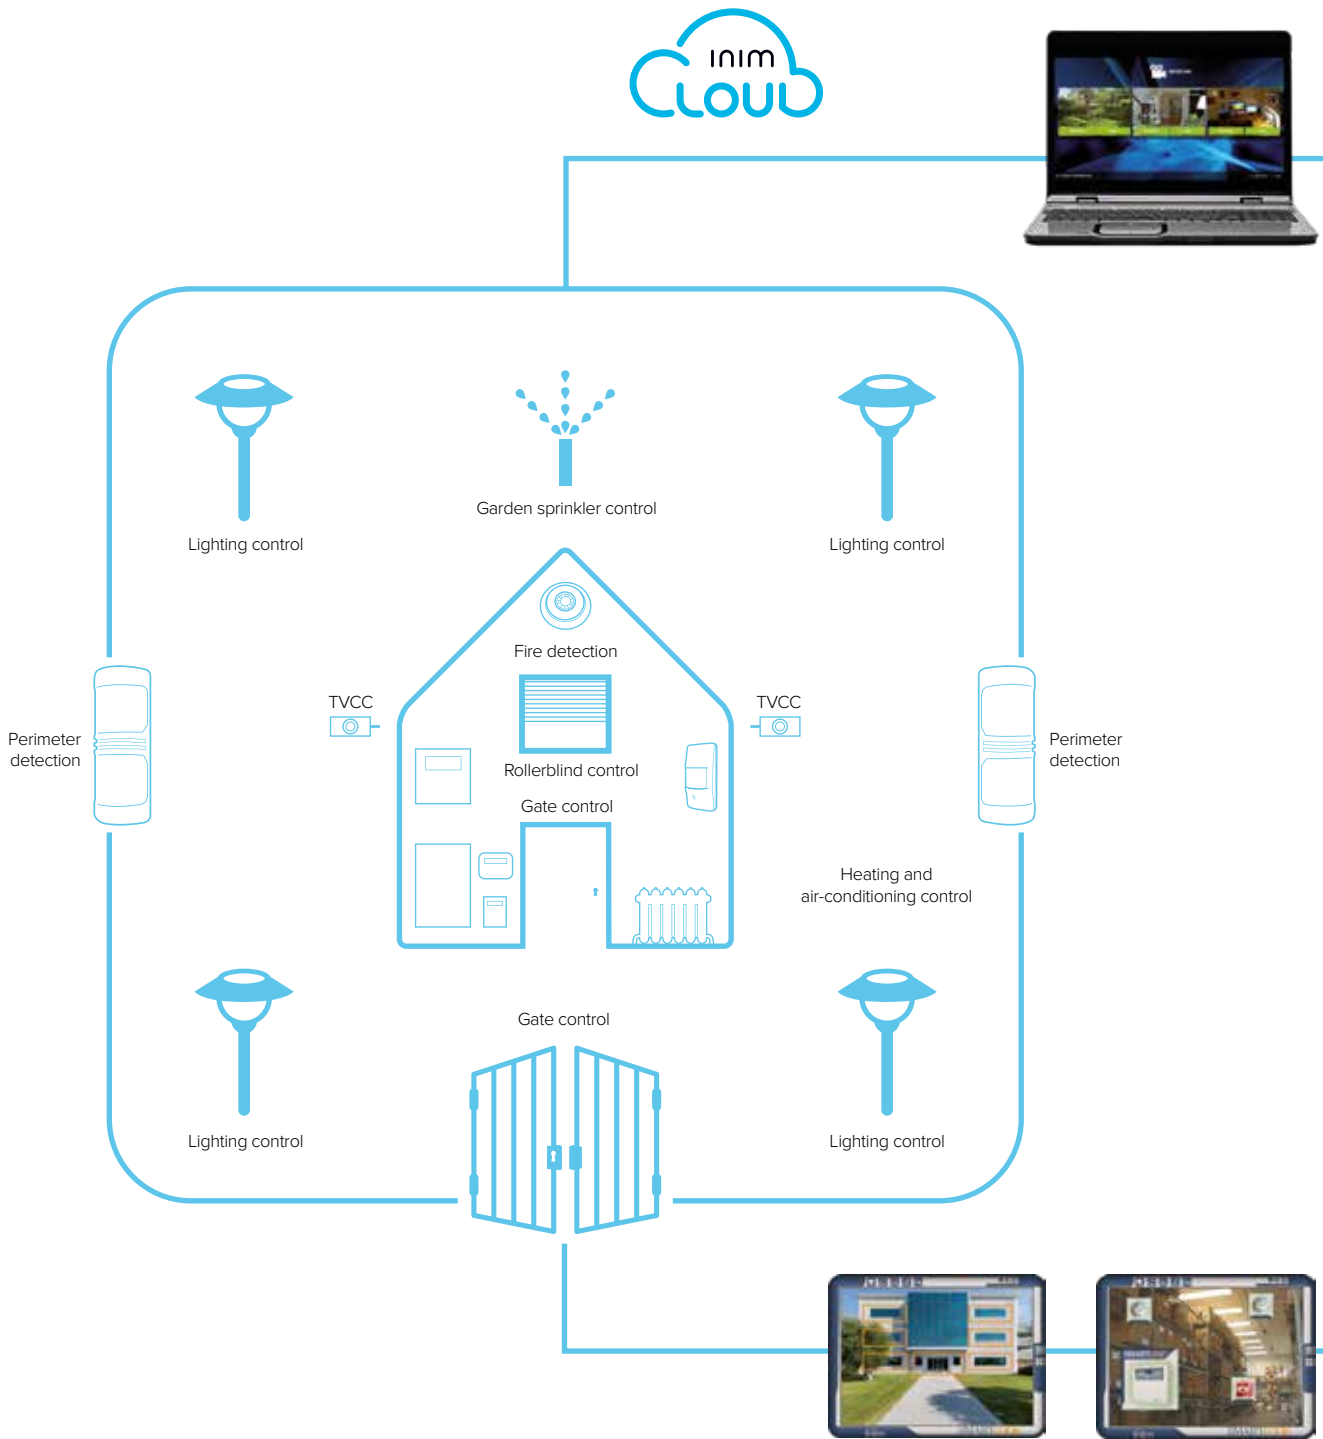 inim
CLOUD
Garden sprinkler control
Lighting control
Lighting control
Fire detection
TVCC
TVCC
Perimeter
detection
Perimeter
detection
Rollerblind control
Gate control
Heating and
air-conditioning control
Gate control
Lighting control
Lighting control